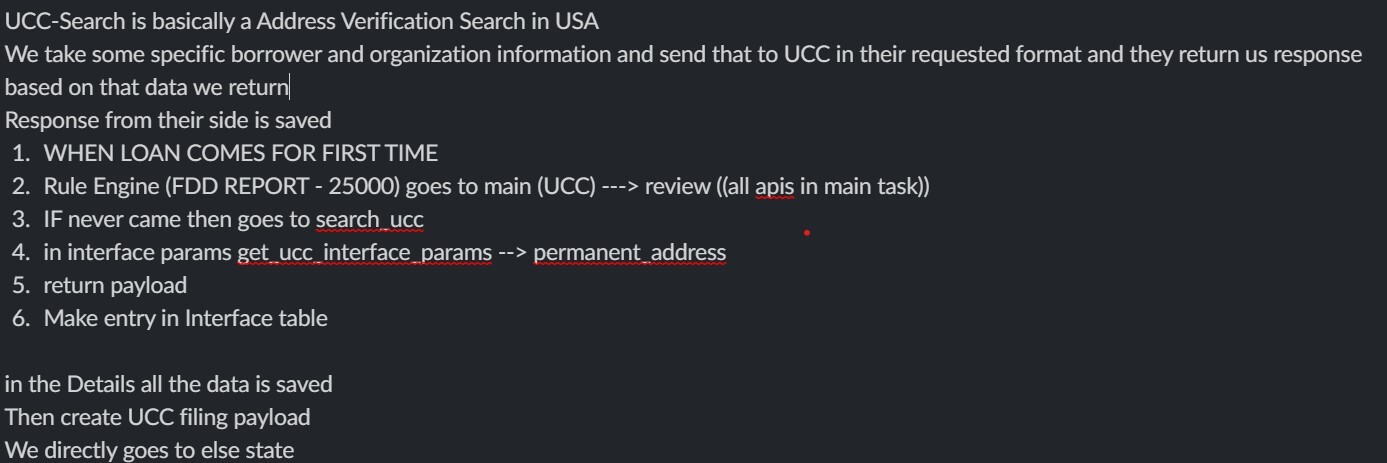 UCC-Search is basically a Address Verification Search in USA
We take some specific borrower and organization information and send that to UCC in their requested format and they return us response
based on that data we return
Response from their side is saved
1. WHEN LOAN COMES FOR FIRST TIME
2. Rule Engine (FDD REPORT - 25000) goes to main (UCC) ---> review ((all apis in main task))
3. IF never came then goes to search_ucc
4. in interface params get_ucc_interface_params --> permanent_address
5. return payload
6. Make entry in Interface table
in the Details all the data is saved
Then create UCC filing payload
We directly goes to else state